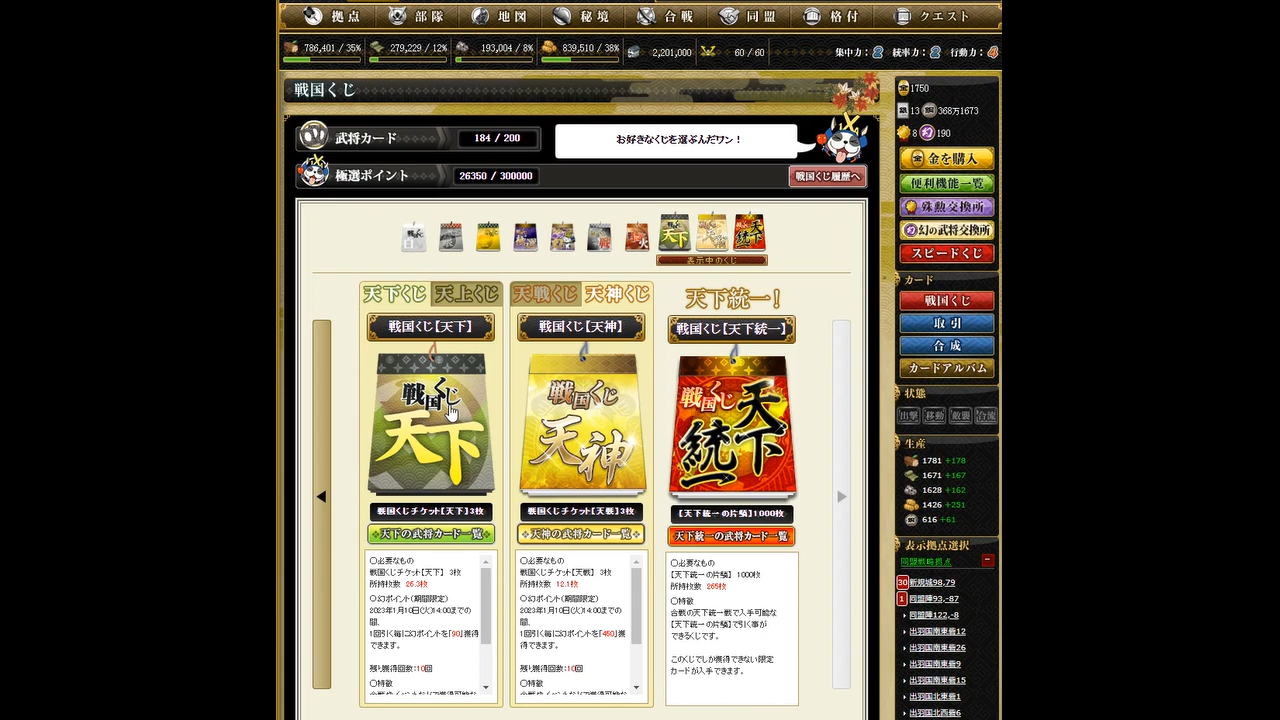 拠点 部隊 地図 秘境 合戦 同盟 格付 クエスト
786,401 / 35% 279,229 / 12% 193,004 / 8% 839,510 / 38% 2,201,000 60 / 60 集中力：2 統率力：2 行動力：4
戦国くじ
武将カード 184 / 200
お好きなくじを選ぶんだワン！
極選ポイント 26350 / 300000 戦国くじ履歴へ
表示中のくじ
天下くじ 天上くじ 天戦くじ 天神くじ 天下統一！
戦国くじ【天下】 戦国くじ【天神】 戦国くじ【天下統一】
戦国くじ 天下
戦国くじ 天神
戦国くじ 天下統一
戦国くじチケット【天下】3枚 戦国くじチケット【天戦】3枚 【天下統一の片鱗】1000枚
天下の武将カード一覧 天神の武将カード一覧 天下統一の武将カード一覧
〇必要なもの
戦国くじチケット【天下】 3枚
所持枚数 26.3枚
〇幻ポイント（期間限定）
2023年1月10日(火)14:00までの
間、
1回引く毎に幻ポイントを「90」獲得
できます。
残り獲得回数：10回
〇特徴
〇必要なもの
戦国くじチケット【天戦】 3枚
所持枚数 12.1枚
〇幻ポイント（期間限定）
2023年1月10日(火)14:00までの
間、
1回引く毎に幻ポイントを「450」獲
得できます。
残り獲得回数：10回
〇特徴
〇必要なもの
【天下統一の片鱗】 1000枚
所持枚数 265枚
〇特徴
合戦の天下統一戦で入手可能な
【天下統一の片鱗】で引く事が
できるくじです。
このくじでしか獲得できない限定
カードが入手できます。
1750
13 368万1673
8 190
金を購入
便利機能一覧
殊勲交換所
幻の武将交換所
スピードくじ
カード
戦国くじ
取引
合成
カードアルバム
状態
出撃 移動 敵襲 合流
生産
1781 +178
1671 +167
1628 +162
1426 +251
616 +61
表示拠点選択
同盟戦略拠点
30 新規城98,79
1 同盟陣93,-87
同盟陣122,-8
出羽国南東砦12
出羽国南東砦26
出羽国南東砦9
出羽国南東砦15
出羽国北東砦1
出羽国北西砦6